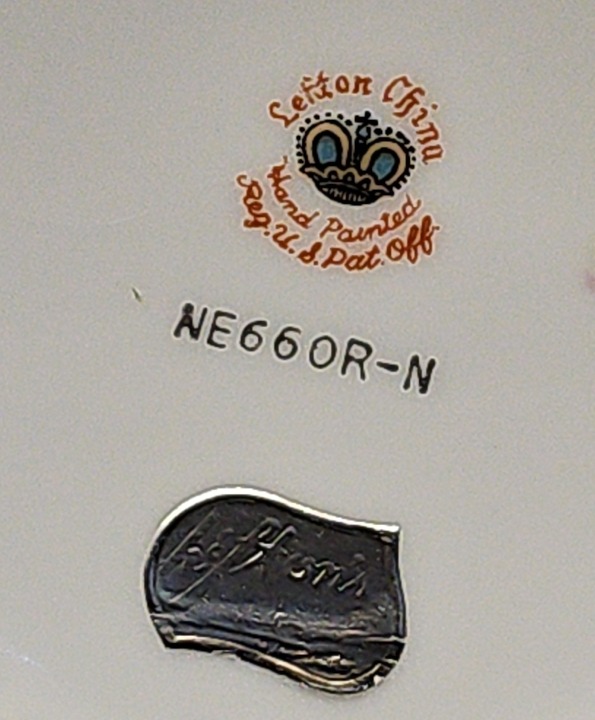 Lefton China
Hand Painted
Reg. U.S. Pat. Off.
NE660R-N
Lefton's